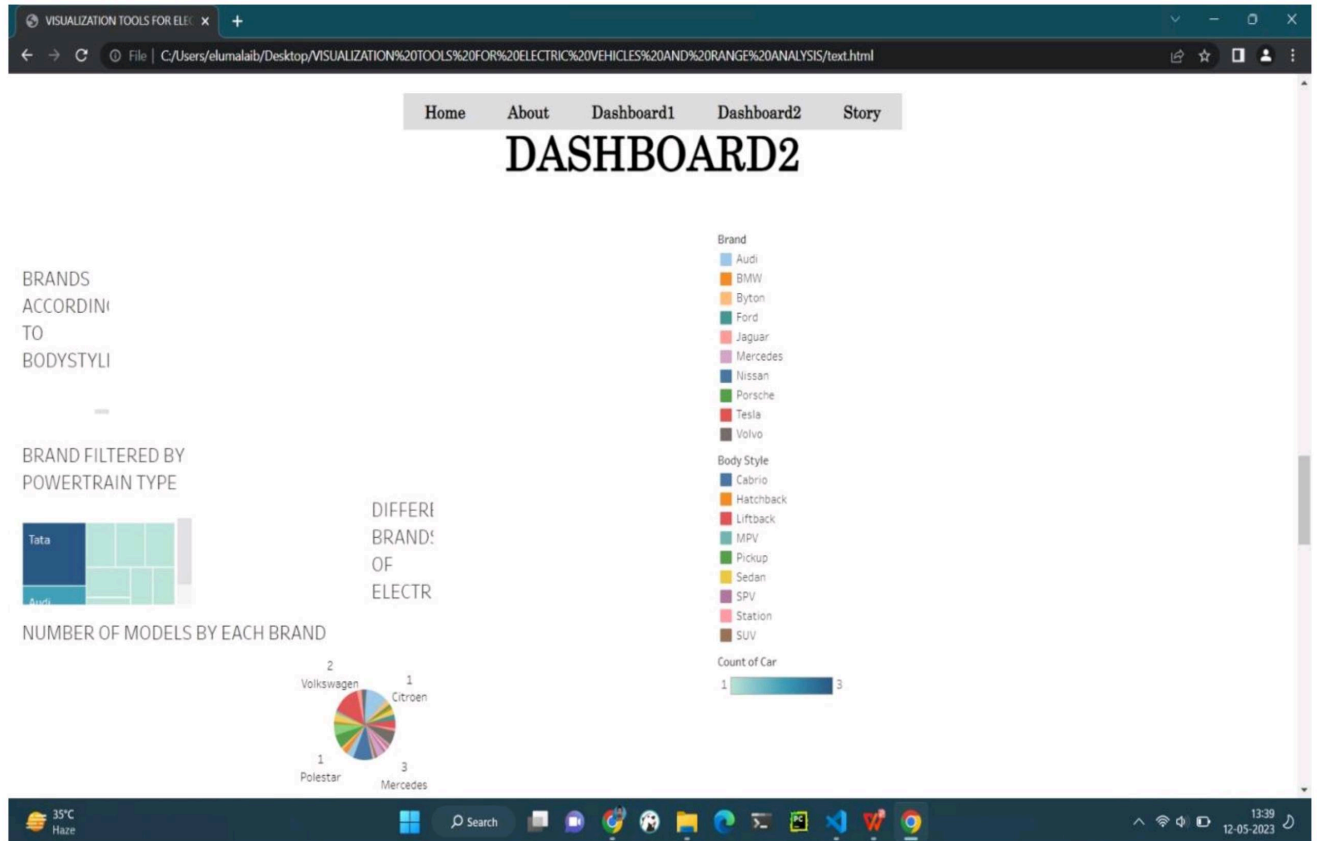 VISUALIZATION TOOLS FOR ELEC
File | C:/Users/elumalaib/Desktop/VISUALIZATION%20TOOLS%20FOR%20ELECTRIC%20VEHICLES%20AND%20RANGE%20ANALYSIS/text.html
Home About Dashboard1 Dashboard2 Story
DASHBOARD2
BRANDS
ACCORDIN
TO
BODYSTYLI
BRAND FILTERED BY
POWERTRAIN TYPE
Tata
Audi
DIFFERE
BRANDS
OF
ELECTR
NUMBER OF MODELS BY EACH BRAND
2
Volkswagen
1
Citroen
1
Polestar
3
Mercedes
Brand
Audi
BMW
Byton
Ford
Jaguar
Mercedes
Nissan
Porsche
Tesla
Volvo
Body Style
Cabrio
Hatchback
Liftback
MPV
Pickup
Sedan
SPV
Station
SUV
Count of Car
1 3
35°C
Haze
Search
PC
13:39
12-05-2023